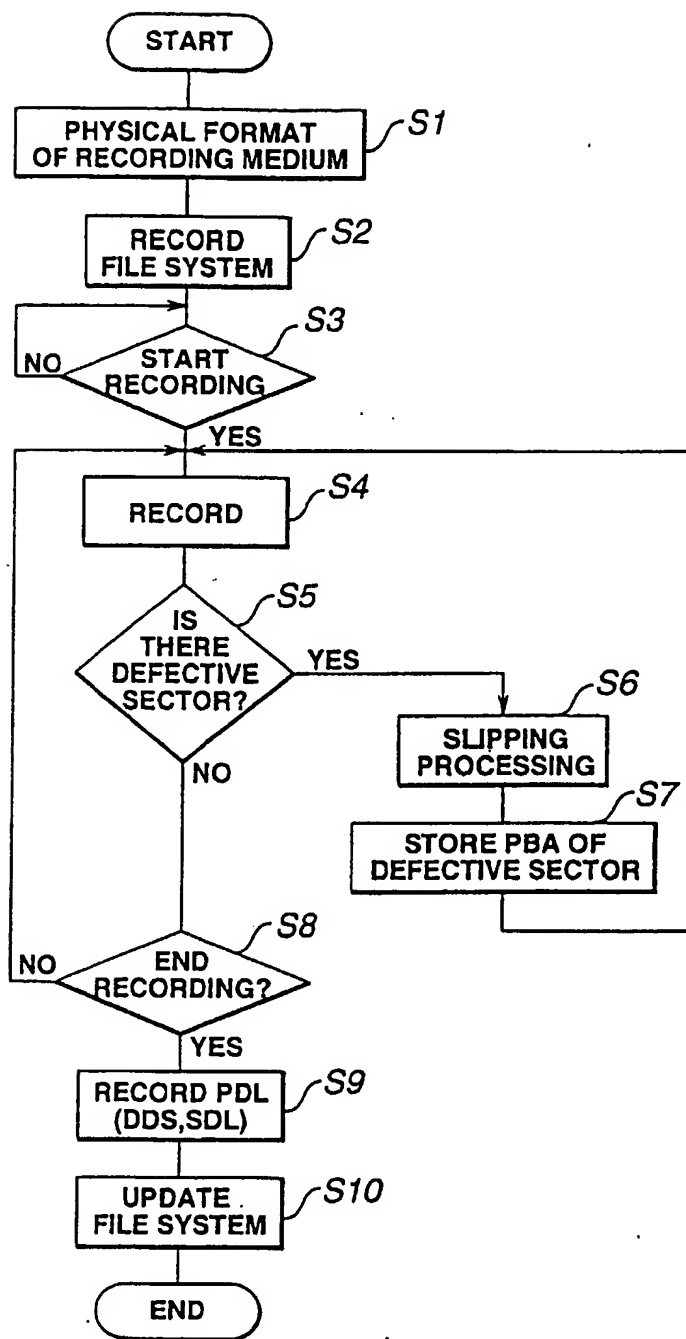 START
PHYSICAL FORMAT
OF RECORDING MEDIUM
S1
RECORD
FILE SYSTEM
S2
START
RECORDING
S3
NO
YES
RECORD
S4
IS
THERE
DEFECTIVE
SECTOR?
S5
YES
NO
SLIPPING
PROCESSING
S6
STORE PBA OF
DEFECTIVE SECTOR
S7
END
RECORDING?
S8
NO
YES
RECORD PDL
(DDS,SDL)
S9
UPDATE
FILE SYSTEM
S10
END